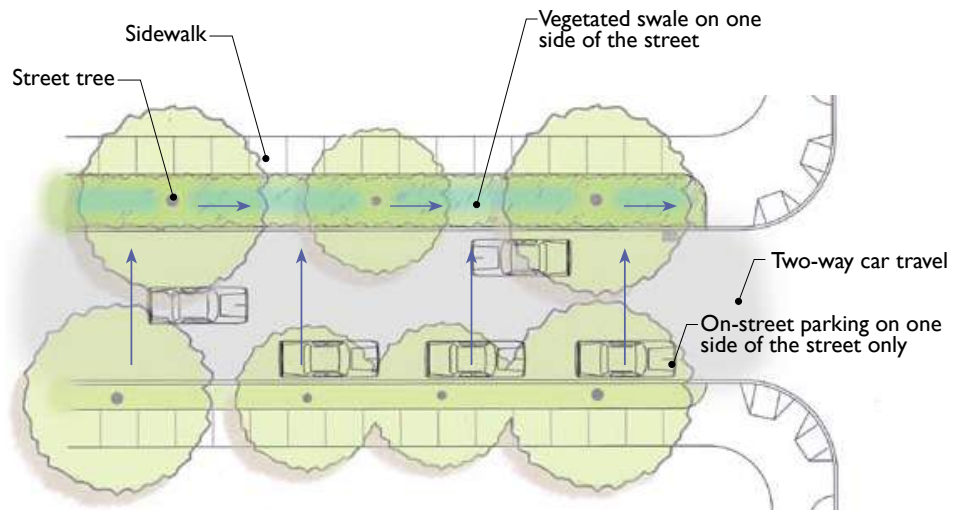 Vegetated swale on one
side of the street
Sidewalk
Street tree
Two-way car travel
On-street parking on one
side of the street only